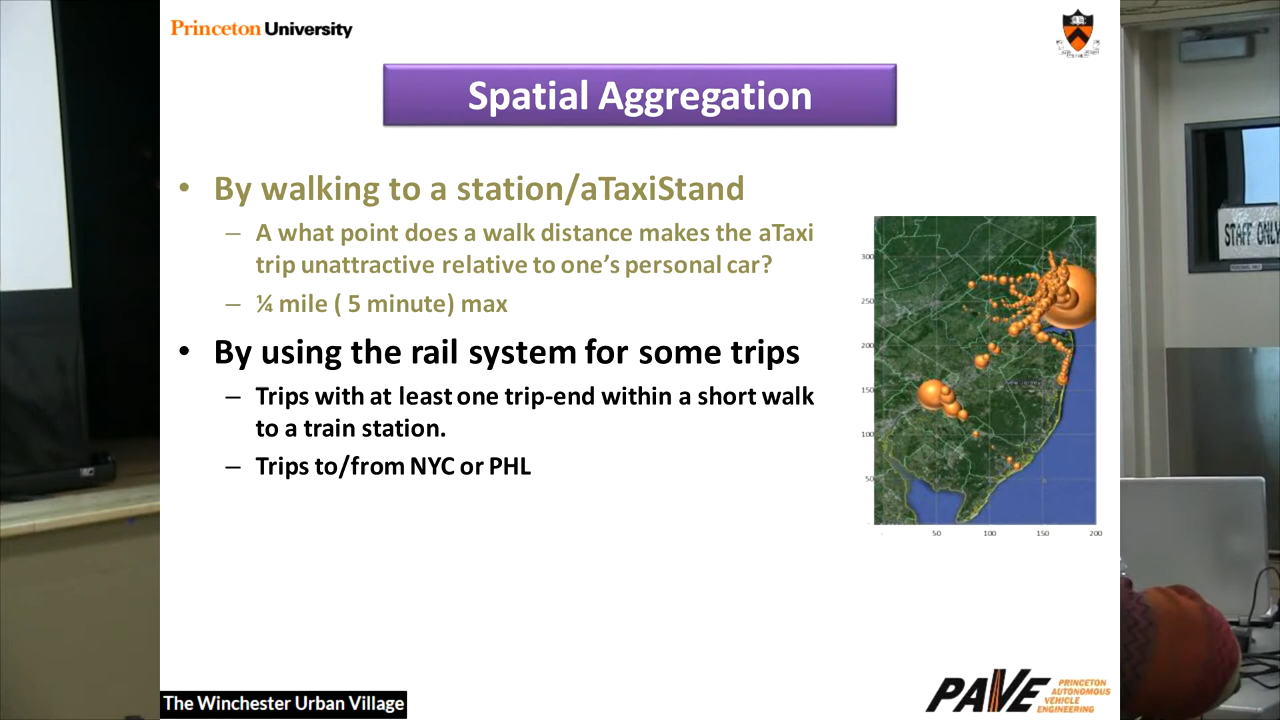 Princeton University
Spatial Aggregation
• By walking to a station/aTaxiStand
– A what point does a walk distance makes the aTaxi
trip unattractive relative to one's personal car?
– ¼ mile ( 5 minute) max
• By using the rail system for some trips
– Trips with at least one trip-end within a short walk
to a train station.
– Trips to/from NYC or PHL
300
250
200
150
100
50
50
100
150
200
STAFF ONLY
The Winchester Urban Village
PAVE
PRINCETON
AUTONOMOUS
VEHICLE
ENGINEERING